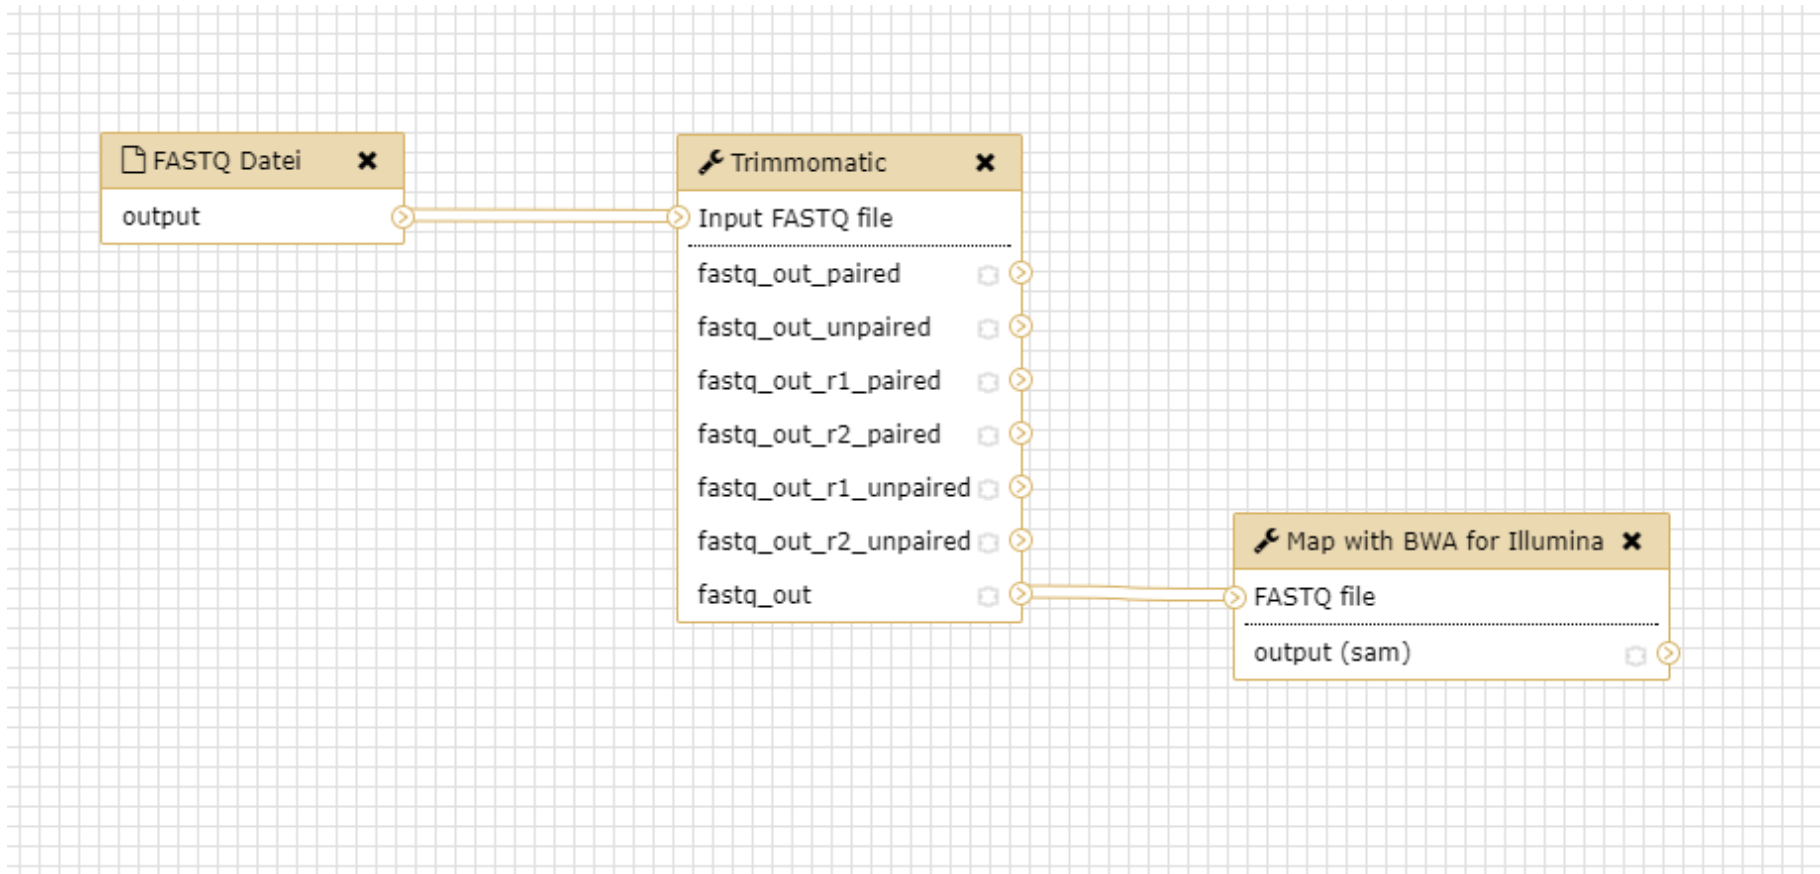 FASTQ Datei
output
Trimmomatic
Input FASTQ file
fastq_out_paired
fastq_out_unpaired
fastq_out_r1_paired
fastq_out_r2_paired
fastq_out_r1_unpaired
fastq_out_r2_unpaired
fastq_out
Map with BWA for Illumina
FASTQ file
output (sam)